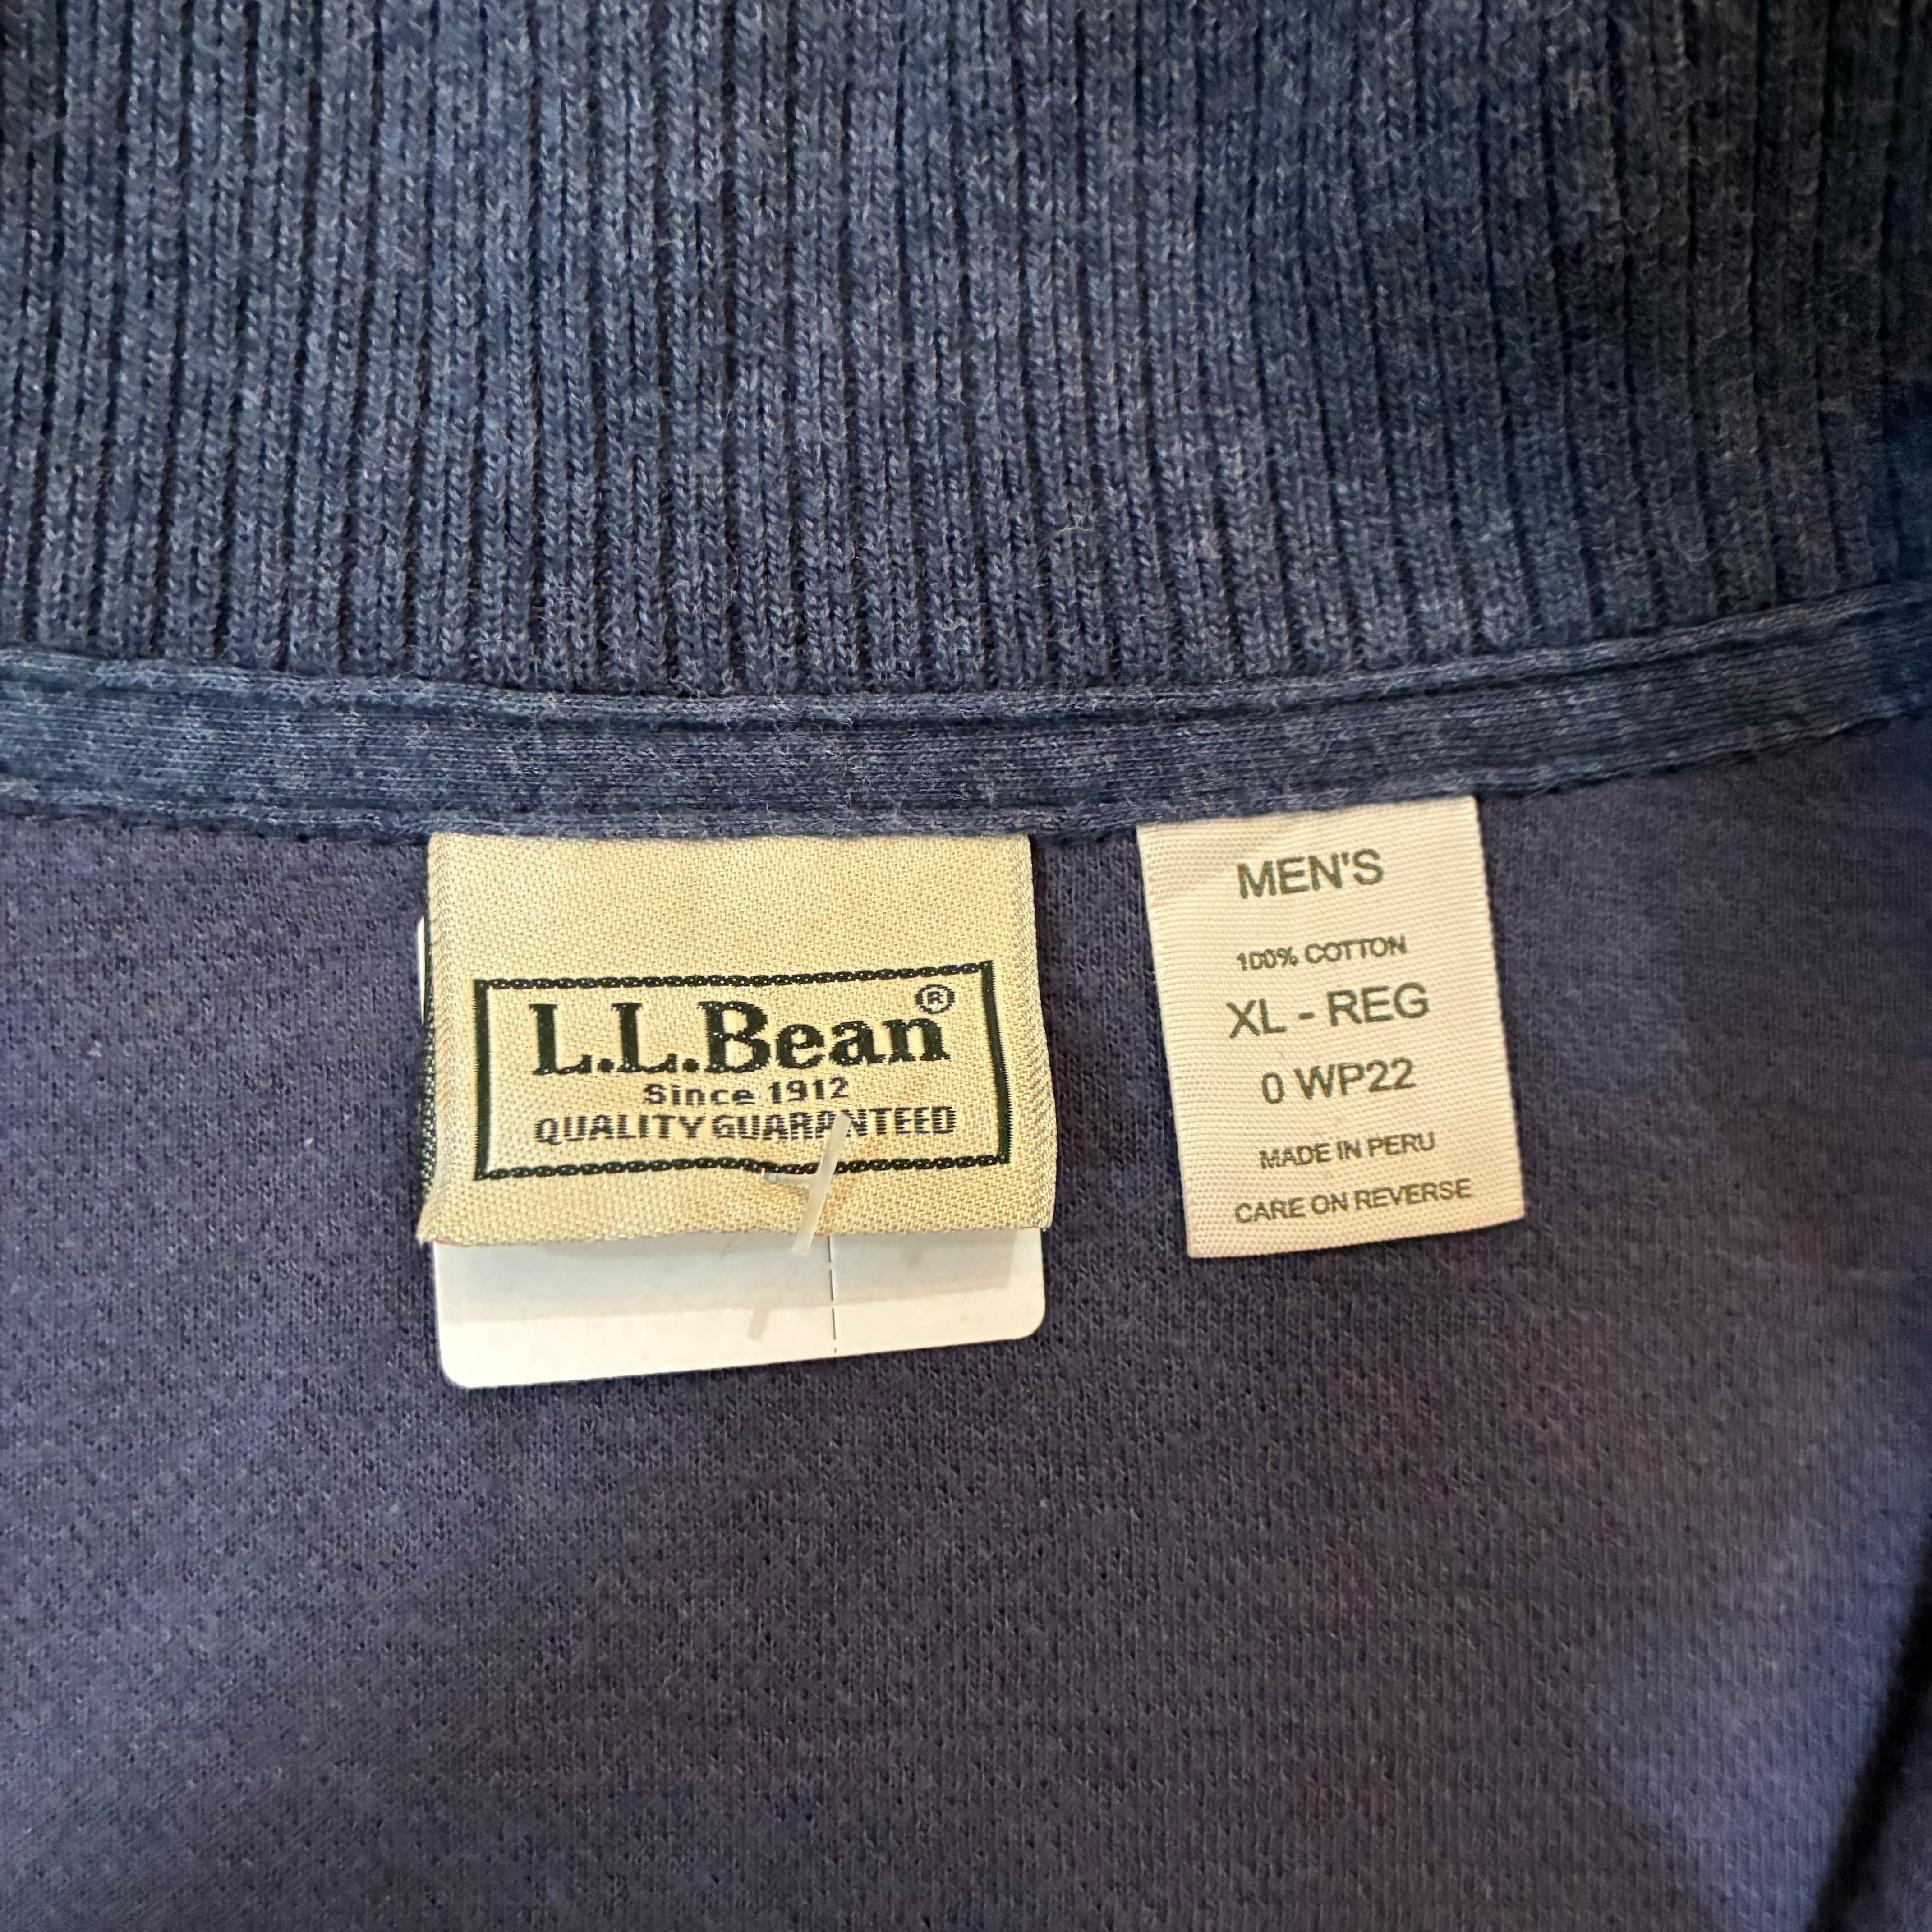 L.L.Bean®
Since 1912
QUALITY GUARANTEED
MEN'S
100% COTTON
XL - REG
0 WP22
MADE IN PERU
CARE ON REVERSE